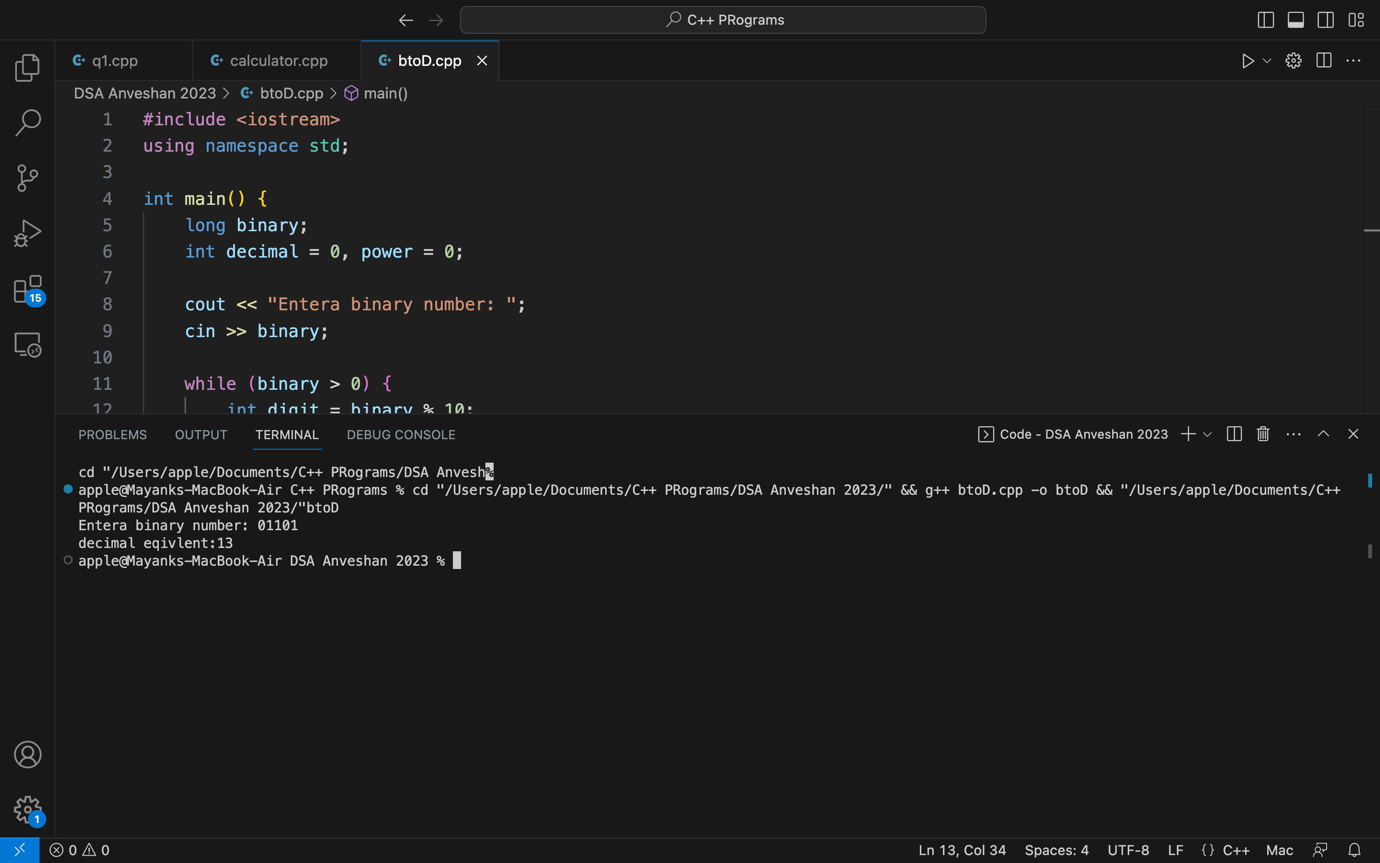 C++ PRograms
q1.cpp calculator.cpp btoD.cpp
DSA Anveshan 2023 > btoD.cpp > main()
1 #include <iostream>
2 using namespace std;
3
4 int main() {
5 long binary;
6 int decimal = 0, power = 0;
7
8 cout << "Entera binary number: ";
9 cin >> binary;
10
11 while (binary > 0) {
12 int digit = binary % 10;
15
PROBLEMS OUTPUT TERMINAL DEBUG CONSOLE Code - DSA Anveshan 2023
cd "/Users/apple/Documents/C++ PRograms/DSA Anvesh%
apple@Mayanks-MacBook-Air C++ PRograms % cd "/Users/apple/Documents/C++ PRograms/DSA Anveshan 2023/" && g++ btoD.cpp -o btoD && "/Users/apple/Documents/C++
PRograms/DSA Anveshan 2023/"btoD
Entera binary number: 01101
decimal eqivlent:13
apple@Mayanks-MacBook-Air DSA Anveshan 2023 %
1
0 0 Ln 13, Col 34 Spaces: 4 UTF-8 LF {} C++ Mac